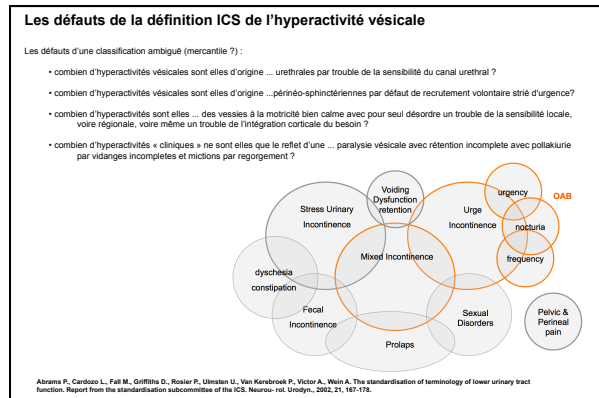 Les défauts de la définition ICS de l'hyperactivité vésicale
Les défauts d'une classification ambiguë (mercantile ?) :
• combien d'hyperactivités vésicales sont elles d'origine ... urethrales par trouble de la sensibilité du canal urethral ?
• combien d'hyperactivités vésicales sont elles d'origine ...périnéo-sphinctériennes par défaut de recrutement volontaire strié d'urgence?
• combien d'hyperactivités sont elles ... des vessies à la motricité bien calme avec pour seul désordre un trouble de la sensibilité locale,
voire régionale, voire même un trouble de l'intégration corticale du besoin ?
• combien d'hyperactivités « cliniques » ne sont elles que le reflet d'une ... paralysie vésicale avec rétention incomplete avec pollakiurie
par vidanges incompletes et mictions par regorgement ?
Voiding
Dysfunction
retention
urgency
OAB
Stress Urinary
Incontinence
Urge
Incontinence
nocturia
Mixed Incontinence
frequency
dyschesia
constipation
Fecal
Incontinence
Sexual
Disorders
Pelvic &
Perineal
pain
Prolaps
Abrams P., Cardozo L., Fall M., Griffiths D., Rosier P., Ulmsten U., Van Kerebroek P., Victor A., Wein A. The standardisation of terminology of lower urinary tract
function. Report from the standardisation subcommittee of the ICS. Neurou- rol. Urodyn., 2002, 21, 167-178.